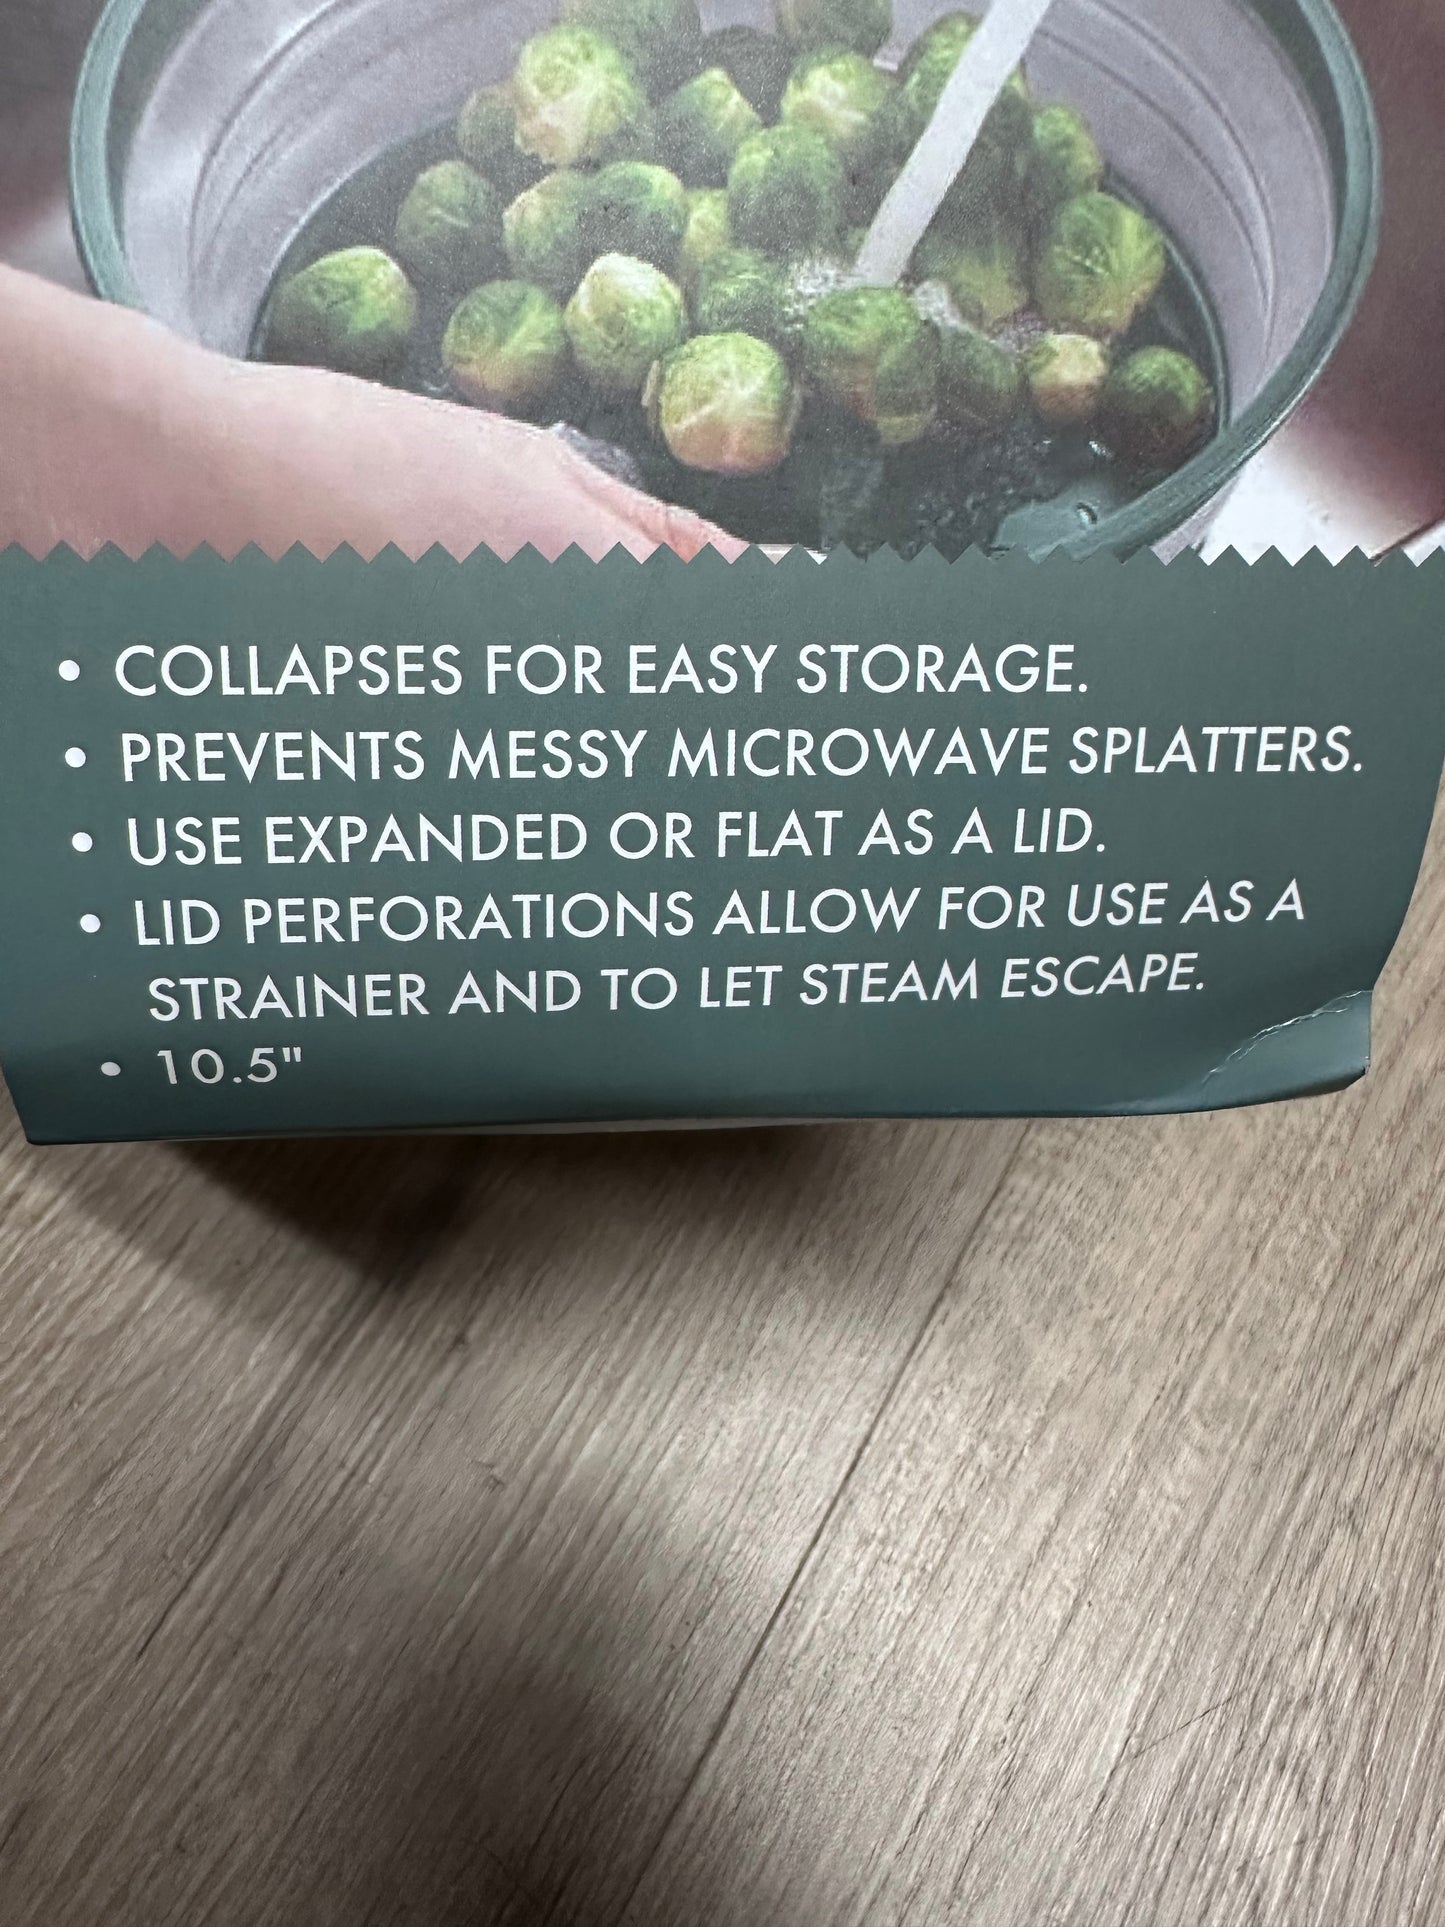 • COLLAPSES FOR EASY STORAGE.
• PREVENTS MESSY MICROWAVE SPLATTERS.
• USE EXPANDED OR FLAT AS A LID.
• LID PERFORATIONS ALLOW FOR USE AS A
STRAINER AND TO LET STEAM ESCAPE.
• 10.5"